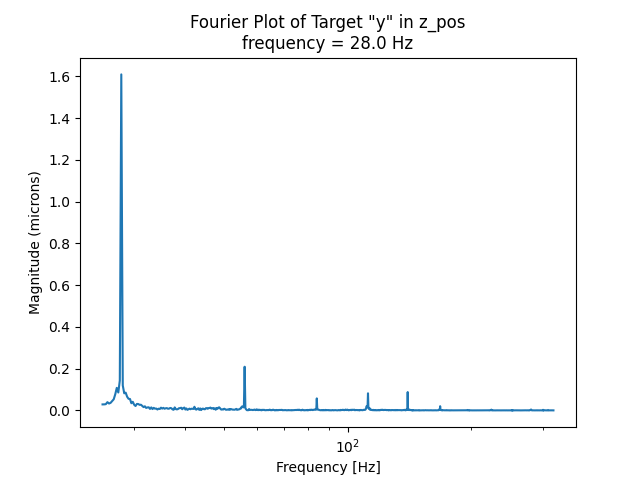 Fourier Plot of Target "y" in z_pos
frequency = 28.0 Hz
Magnitude (microns)
1.6
1.4
1.2
1.0
0.8
0.6
0.4
0.2
0.0
10²
Frequency [Hz]